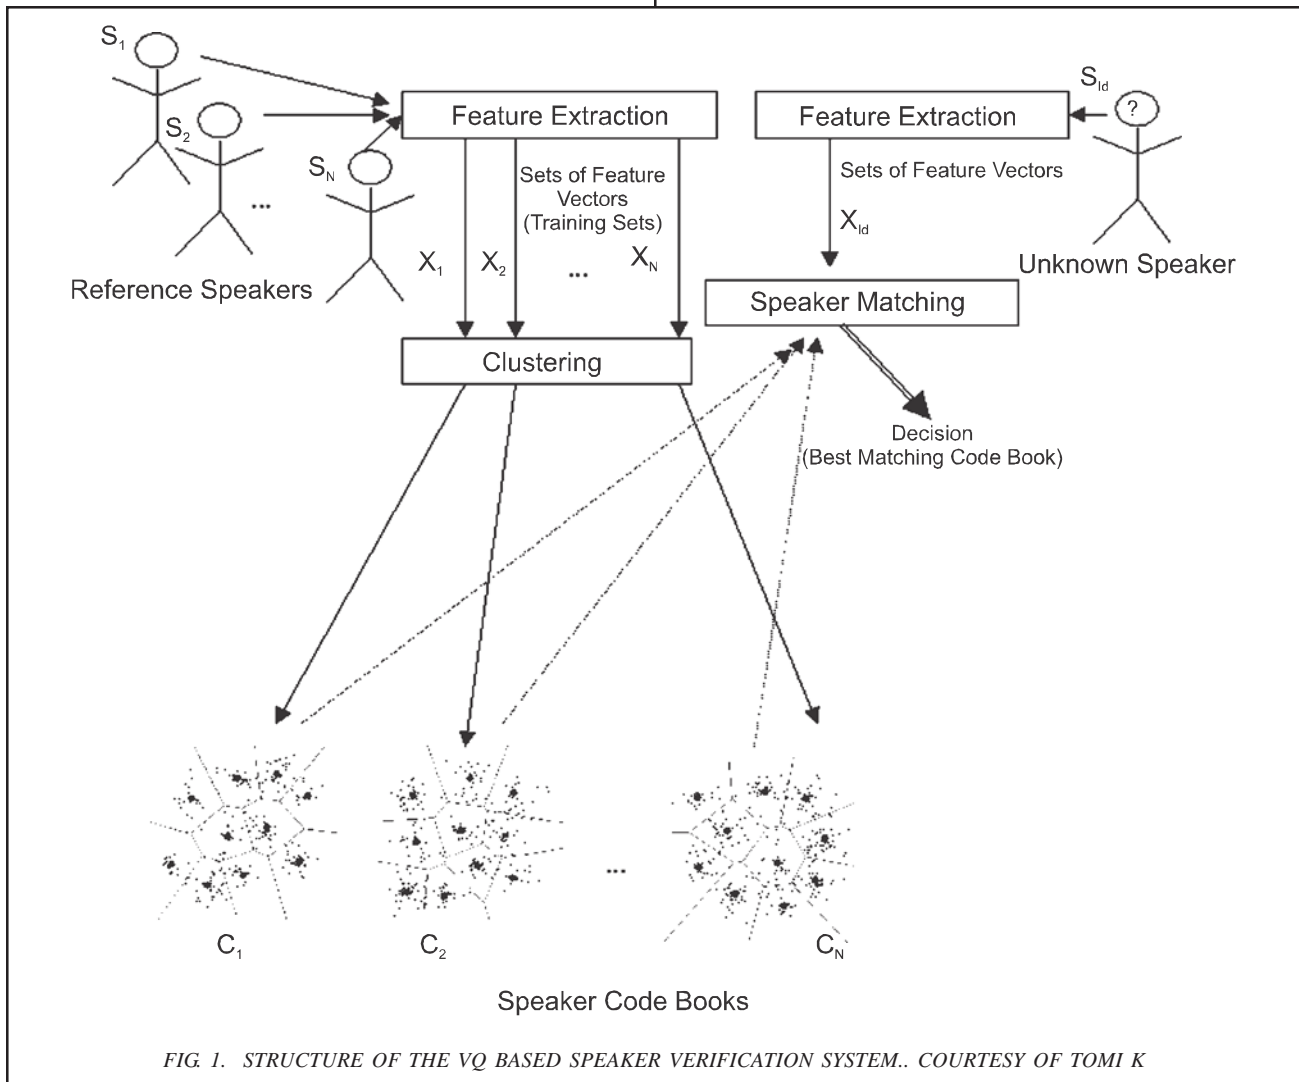 S1
S2
...
SN
Reference Speakers
Feature Extraction
Sets of Feature
Vectors
(Training Sets)
X1
X2
...
XN
Clustering
Feature Extraction
SId
?
Sets of Feature Vectors
XId
Unknown Speaker
Speaker Matching
Decision
(Best Matching Code Book)
...
C1
C2
CN
Speaker Code Books
FIG. 1. STRUCTURE OF THE VQ BASED SPEAKER VERIFICATION SYSTEM.. COURTESY OF TOMI K